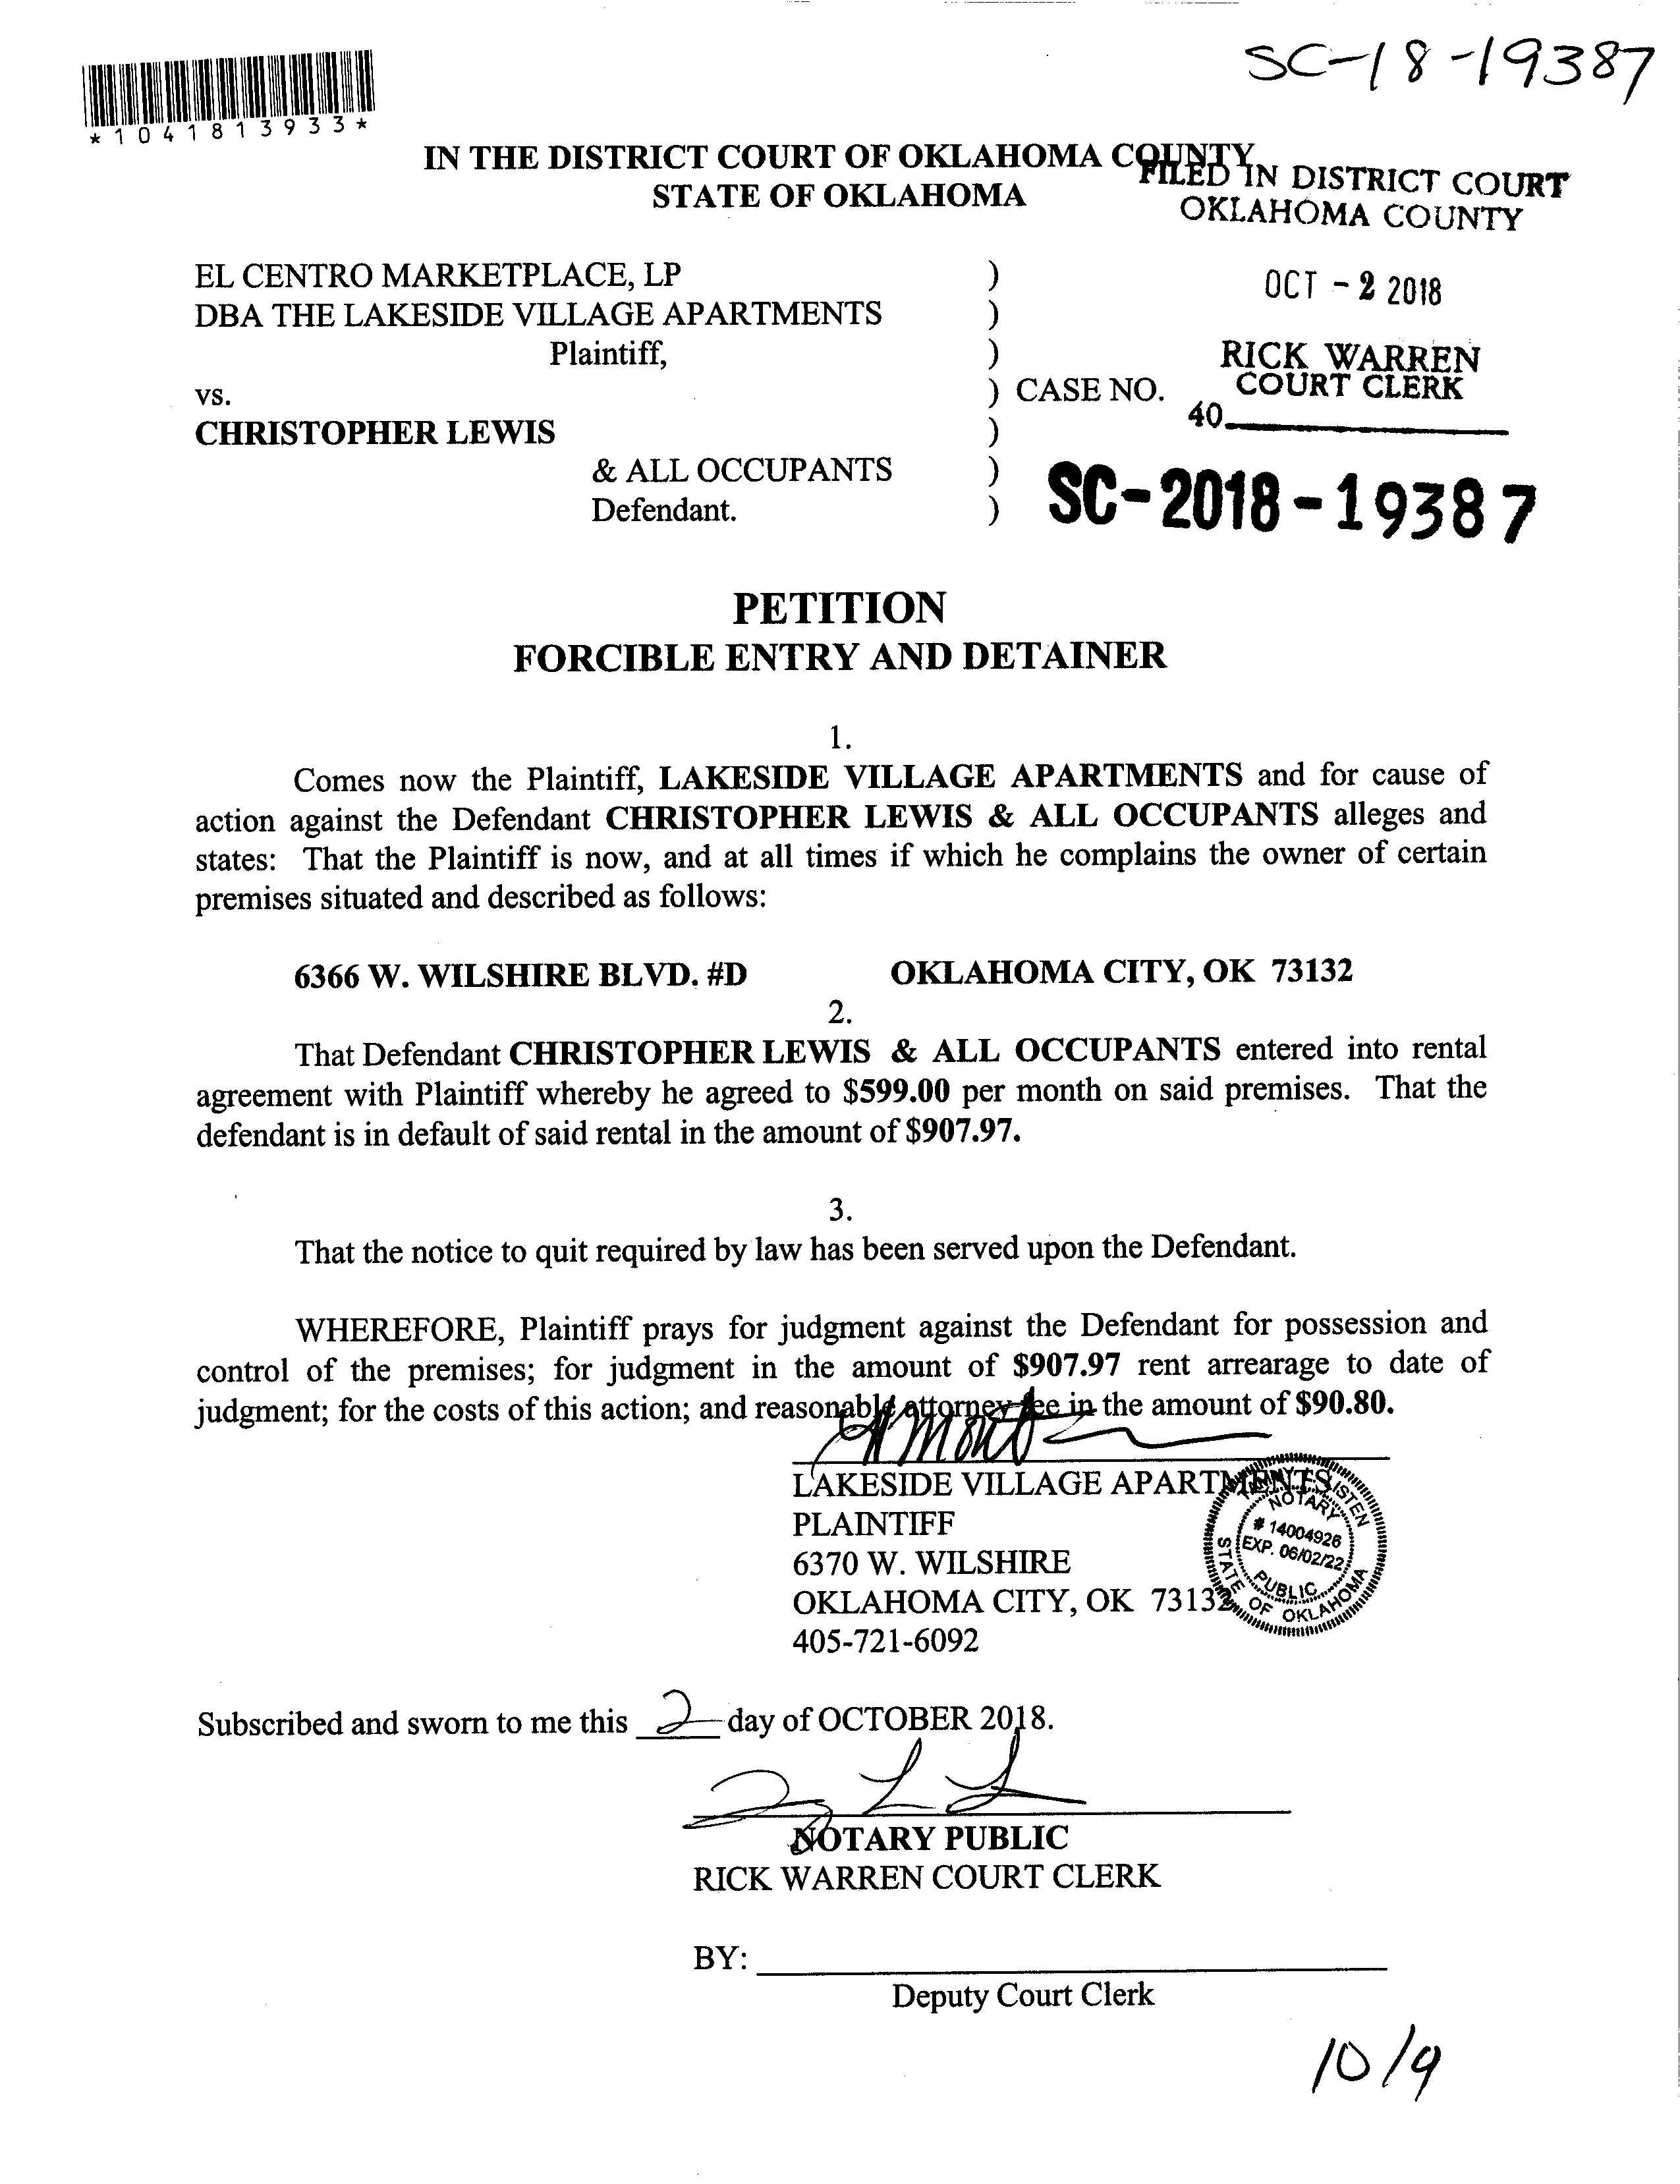 SC-18-19387
*1041813933*
IN THE DISTRICT COURT OF OKLAHOMA COUNTY
STATE OF OKLAHOMA
FILED IN DISTRICT COURT
OKLAHOMA COUNTY
OCT - 2 2018
RICK WARREN
COURT CLERK
40
EL CENTRO MARKETPLACE, LP )
DBA THE LAKESIDE VILLAGE APARTMENTS )
Plaintiff, )
vs. ) CASE NO.
CHRISTOPHER LEWIS )
& ALL OCCUPANTS )
Defendant. )
SC-2018-19387
PETITION
FORCIBLE ENTRY AND DETAINER
1.
Comes now the Plaintiff, LAKESIDE VILLAGE APARTMENTS and for cause of
action against the Defendant CHRISTOPHER LEWIS & ALL OCCUPANTS alleges and
states: That the Plaintiff is now, and at all times if which he complains the owner of certain
premises situated and described as follows:
6366 W. WILSHIRE BLVD. #D OKLAHOMA CITY, OK 73132
2.
That Defendant CHRISTOPHER LEWIS & ALL OCCUPANTS entered into rental
agreement with Plaintiff whereby he agreed to $599.00 per month on said premises. That the
defendant is in default of said rental in the amount of $907.97.
3.
That the notice to quit required by law has been served upon the Defendant.
WHEREFORE, Plaintiff prays for judgment against the Defendant for possession and
control of the premises; for judgment in the amount of $907.97 rent arrearage to date of
judgment; for the costs of this action; and reasonable attorney fee in the amount of $90.80.
LAKESIDE VILLAGE APARTMENTS
PLAINTIFF
6370 W. WILSHIRE
OKLAHOMA CITY, OK 73132
405-721-6092
NOTARY
# 14004926
EXP. 06/02/22
PUBLIC
STATE OF OKLAHOMA
Subscribed and sworn to me this 2 day of OCTOBER 2018.
NOTARY PUBLIC
RICK WARREN COURT CLERK
BY:
Deputy Court Clerk
10/9